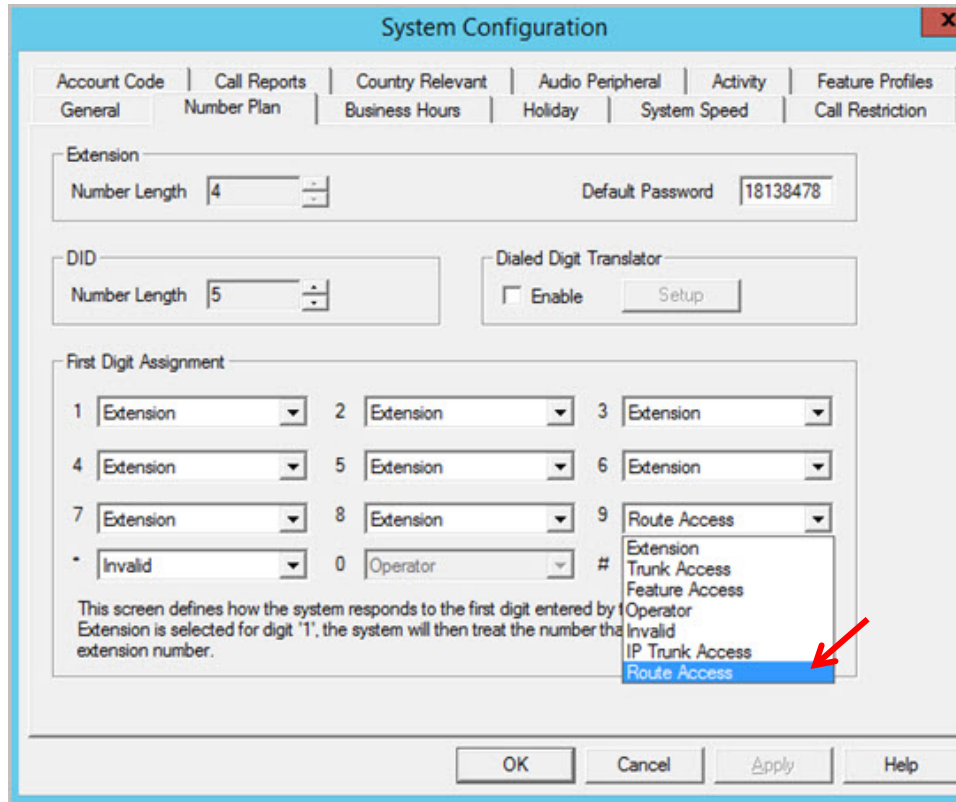 System Configuration
x
Account Code Call Reports Country Relevant Audio Peripheral Activity Feature Profiles
General Number Plan Business Hours Holiday System Speed Call Restriction
Extension
Number Length 4 Default Password 18138478
DID
Number Length 5
Dialed Digit Translator
Enable Setup
First Digit Assignment
1 Extension 2 Extension 3 Extension
4 Extension 5 Extension 6 Extension
7 Extension 8 Extension 9 Route Access
* Invalid 0 Operator #
Extension
Trunk Access
Feature Access
Operator
Invalid
IP Trunk Access
Route Access
This screen defines how the system responds to the first digit entered by
Extension is selected for digit '1', the system will then treat the number
extension number.
OK Cancel Apply Help